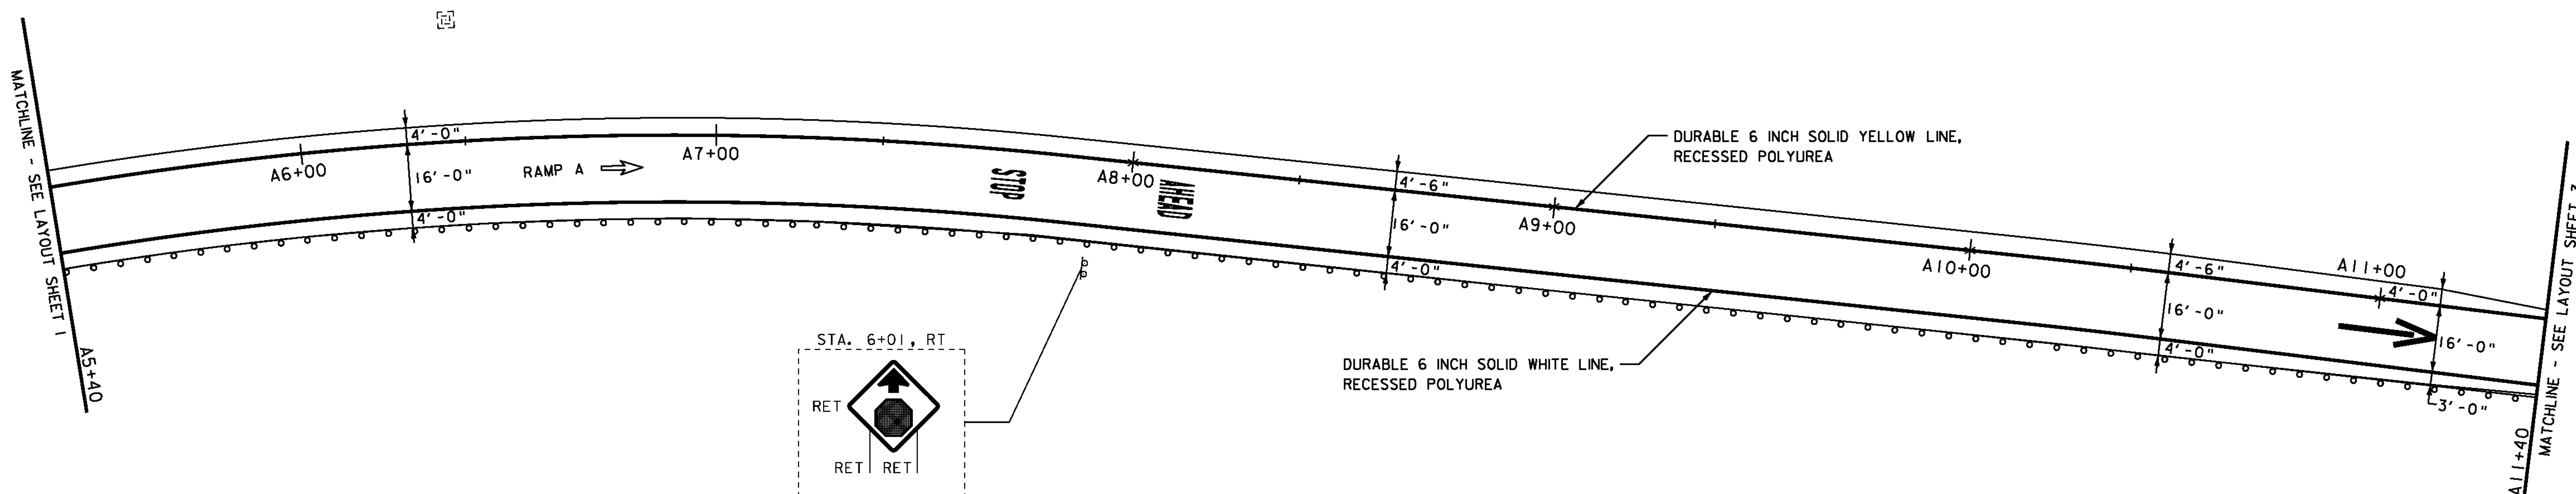 MATCHLINE - SEE LAYOUT SHEET 1
A5+40
A6+00
4'-0"
16'-0"
4'-0"
RAMP A
A7+00
STOP
A8+00
AHEAD
4'-6"
16'-0"
4'-0"
A9+00
DURABLE 6 INCH SOLID YELLOW LINE,
RECESSED POLYUREA
DURABLE 6 INCH SOLID WHITE LINE,
RECESSED POLYUREA
A10+00
4'-6"
16'-0"
4'-0"
A11+00
4'-0"
16'-0"
3'-0"
MATCHLINE - SEE LAYOUT SHEET 3
A11+40
STA. 6+01, RT
RET
RET RET